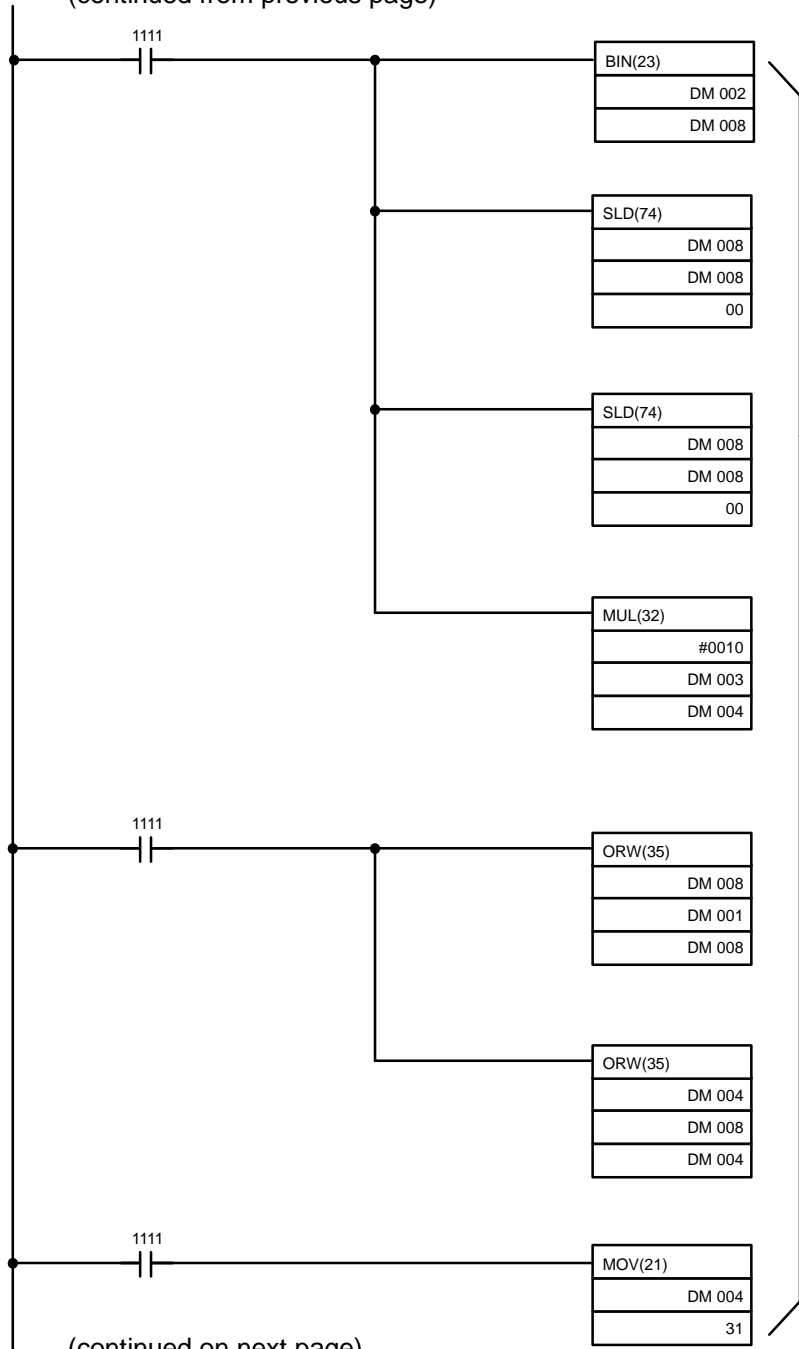 (continued from previous page)
1111
BIN(23)
DM 002
DM 008
SLD(74)
DM 008
DM 008
00
SLD(74)
DM 008
DM 008
00
MUL(32)
#0010
DM 003
DM 004
1111
ORW(35)
DM 008
DM 001
DM 008
ORW(35)
DM 004
DM 008
DM 004
1111
MOV(21)
DM 004
31
(continued on next page)